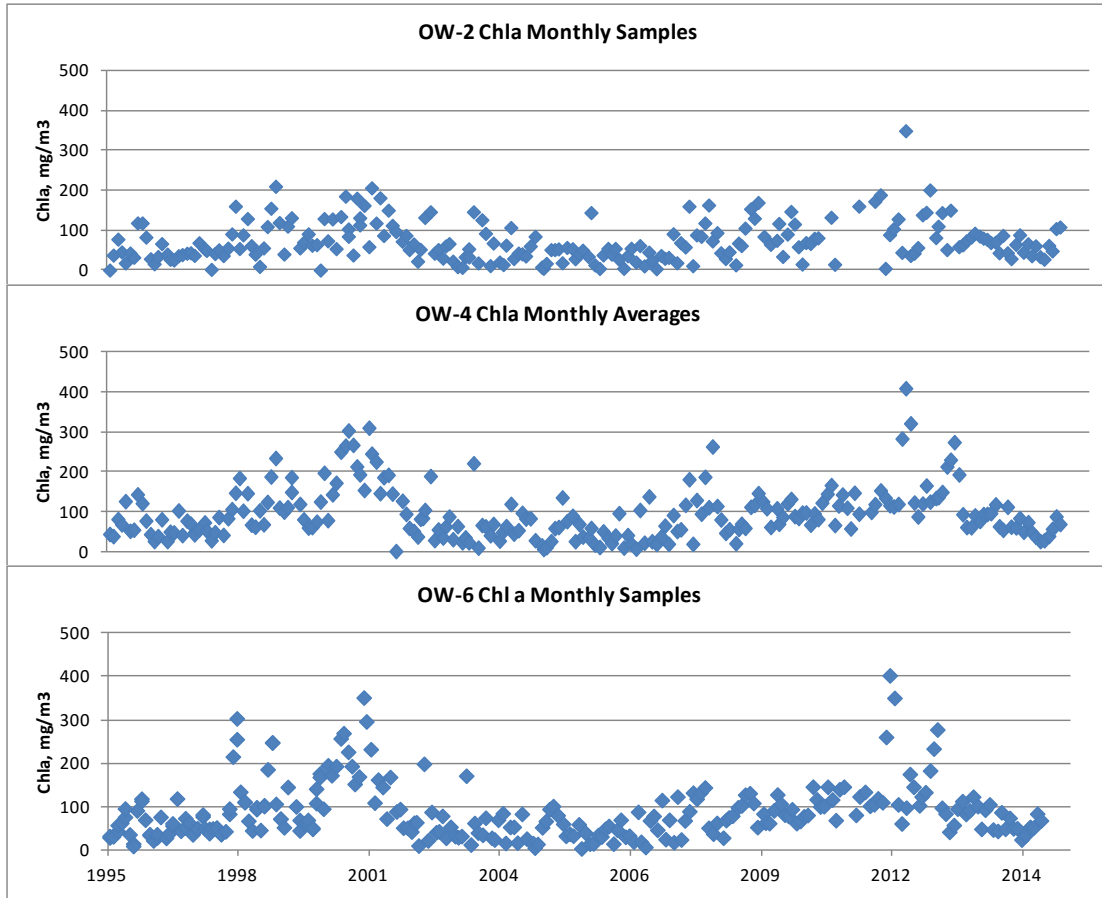 OW-2 Chla Monthly Samples
500
400
300
200
100
0
Chla, mg/m3
OW-4 Chla Monthly Averages
500
400
300
200
100
0
Chla, mg/m3
OW-6 Chl a Monthly Samples
500
400
300
200
100
0
Chla, mg/m3
1995 1998 2001 2004 2006 2009 2012 2014